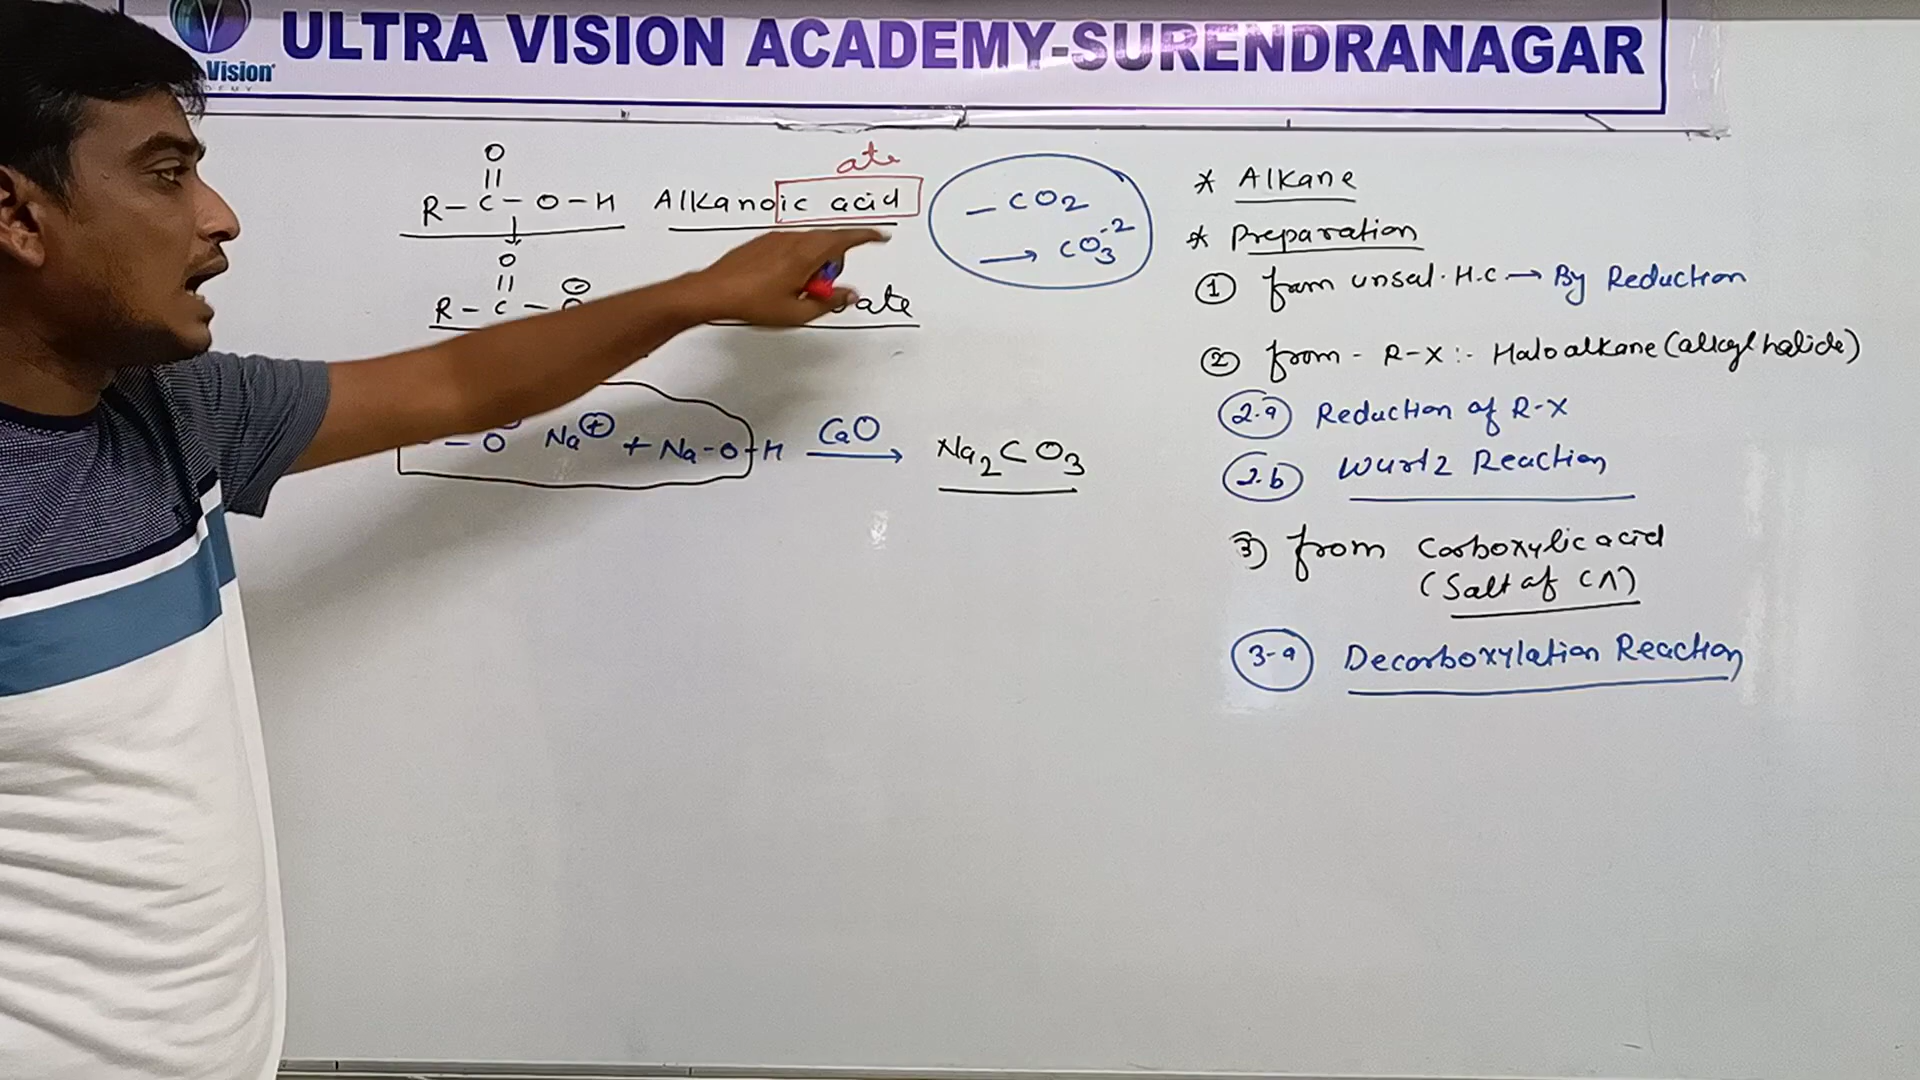 ULTRA VISION ACADEMY-SURENDRANAGAR
Vision
O
||
R-C-O-H Alkanoic acid
ate
O
||
R-C-O
ate
-CO2
→ CO3-2
-O Na+ + Na-O-H CaO → Na2CO3
* Alkane
* Preparation
① from unsal. H.C → By Reduction
② from - R-X :- Haloalkane (alkyl halide)
2.a Reduction of R-X
2.b Wurtz Reaction
3) from Carboxylic acid
(Salt of CA)
3-a Decarboxylation Reaction